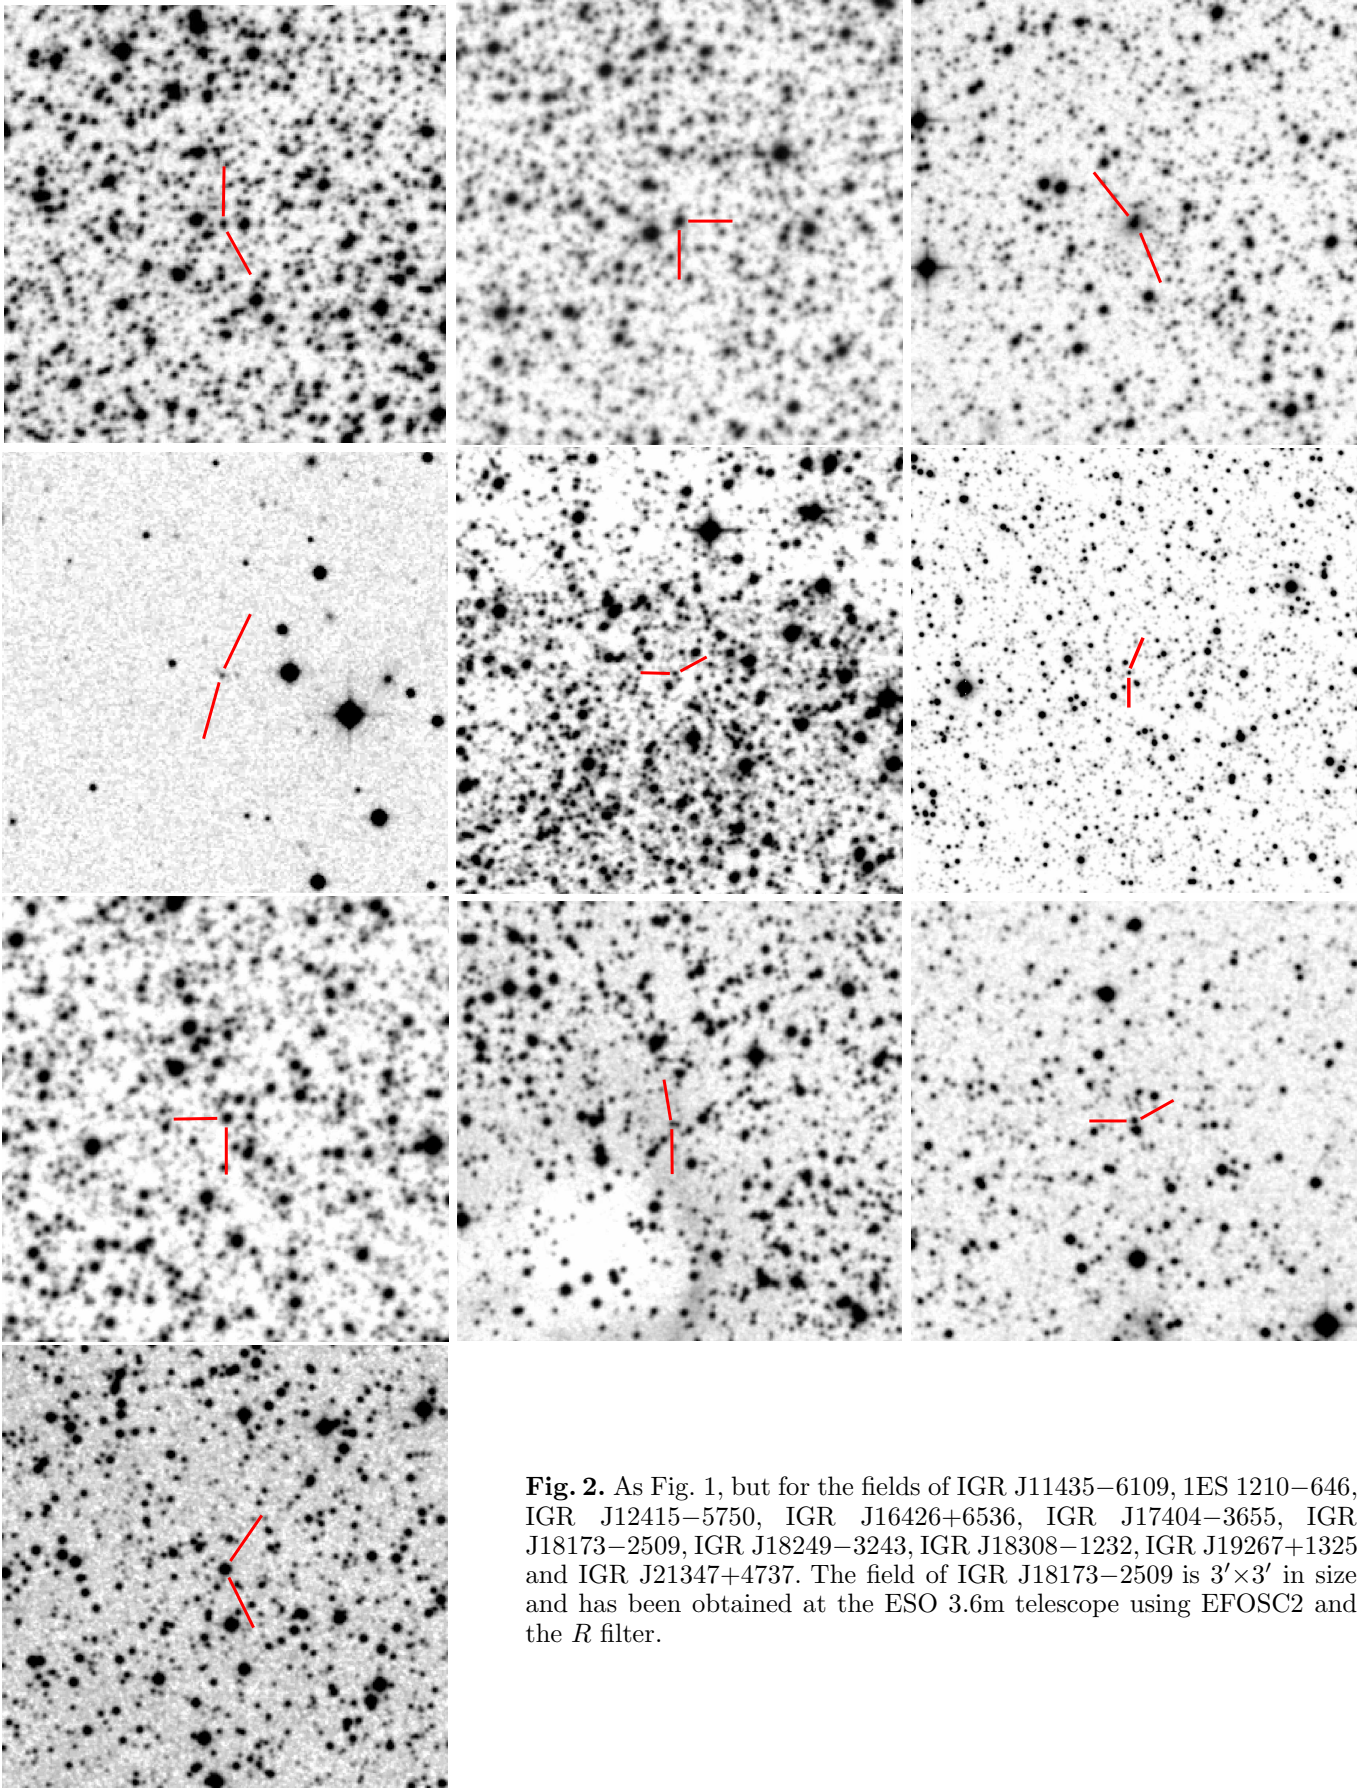 Fig. 2. As Fig. 1, but for the fields of IGR J11435−6109, 1ES 1210−646,
IGR J12415−5750, IGR J16426+6536, IGR J17404−3655, IGR
J18173−2509, IGR J18249−3243, IGR J18308−1232, IGR J19267+1325
and IGR J21347+4737. The field of IGR J18173−2509 is 3′×3′ in size
and has been obtained at the ESO 3.6m telescope using EFOSC2 and
the R filter.